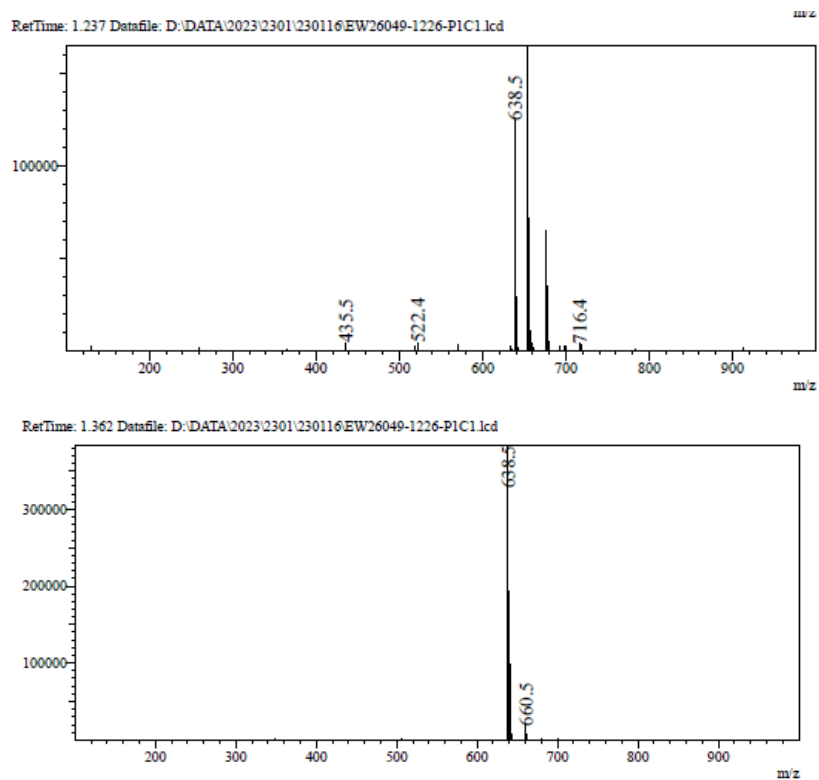 m/z
RetTime: 1.237 Datafile: D:\DATA\2023\2301\230116\EW26049-1226-P1C1.lcd
638.5
100000
435.5
522.4
716.4
200 300 400 500 600 700 800 900
m/z
RetTime: 1.362 Datafile: D:\DATA\2023\2301\230116\EW26049-1226-P1C1.lcd
638.5
300000
200000
100000
660.5
200 300 400 500 600 700 800 900
m/z